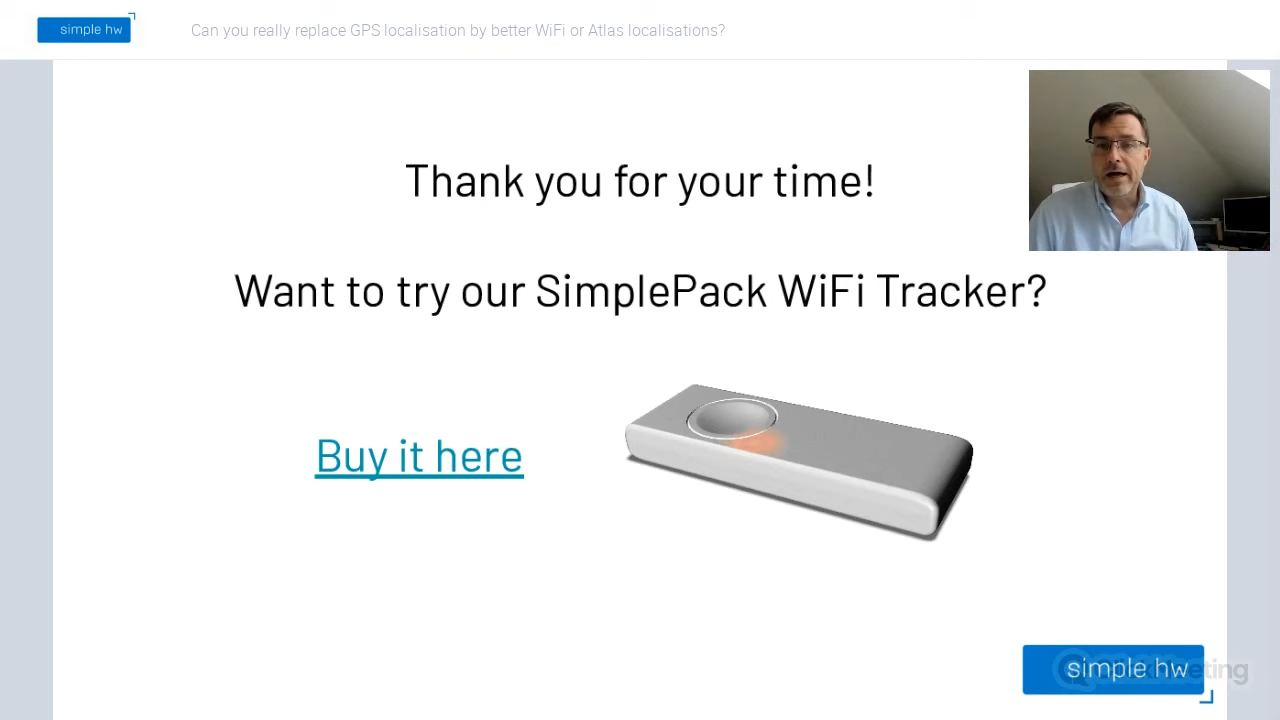 simple hw
Can you really replace GPS localisation by better WiFi or Atlas localisations?
Thank you for your time!
Want to try our SimplePack WiFi Tracker?
Buy it here
simple hw